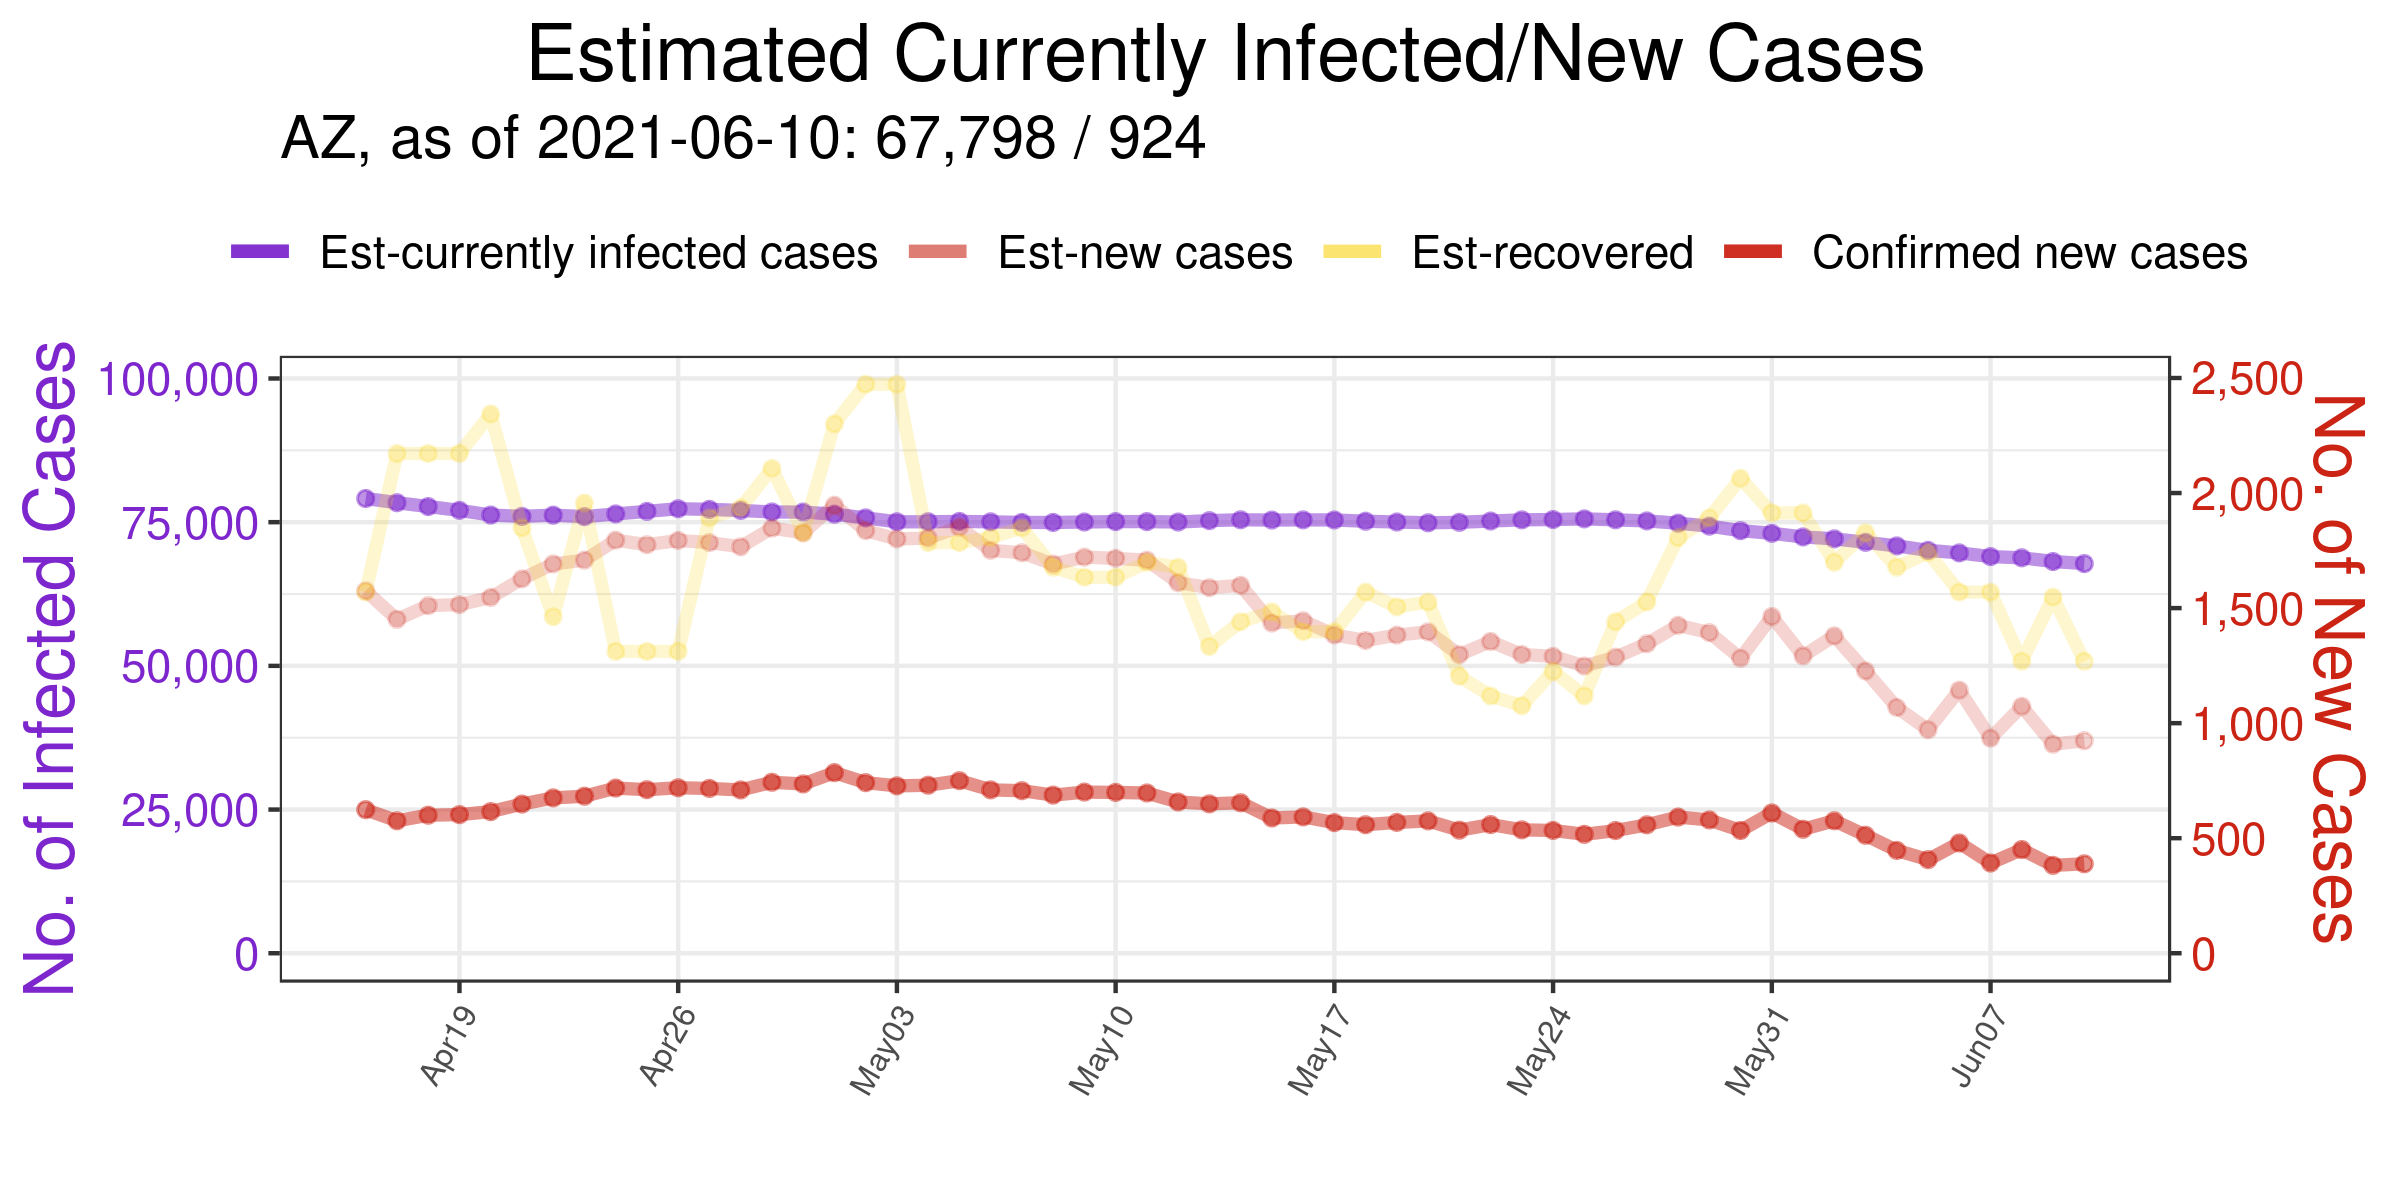 Estimated Currently Infected/New Cases
AZ, as of 2021-06-10: 67,798 / 924
Est-currently infected cases Est-new cases Est-recovered Confirmed new cases
No. of Infected Cases
100,000
75,000
50,000
25,000
0
2,500
2,000
1,500
1,000
500
0
No. of New Cases
Apr19 Apr26 May03 May10 May17 May24 May31 Jun07